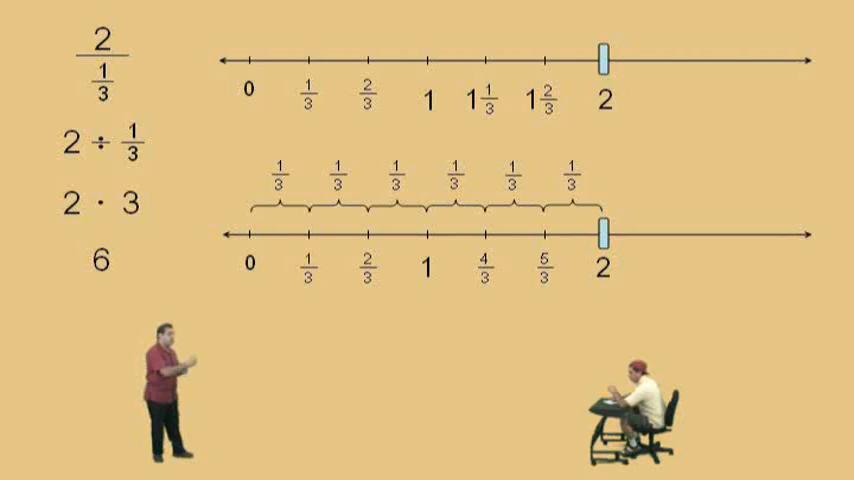 2
1
3
2 ÷ 1/3
2 · 3
6
0 1/3 2/3 1 1 1/3 1 2/3 2
1/3 1/3 1/3 1/3 1/3 1/3
0 1/3 2/3 1 4/3 5/3 2